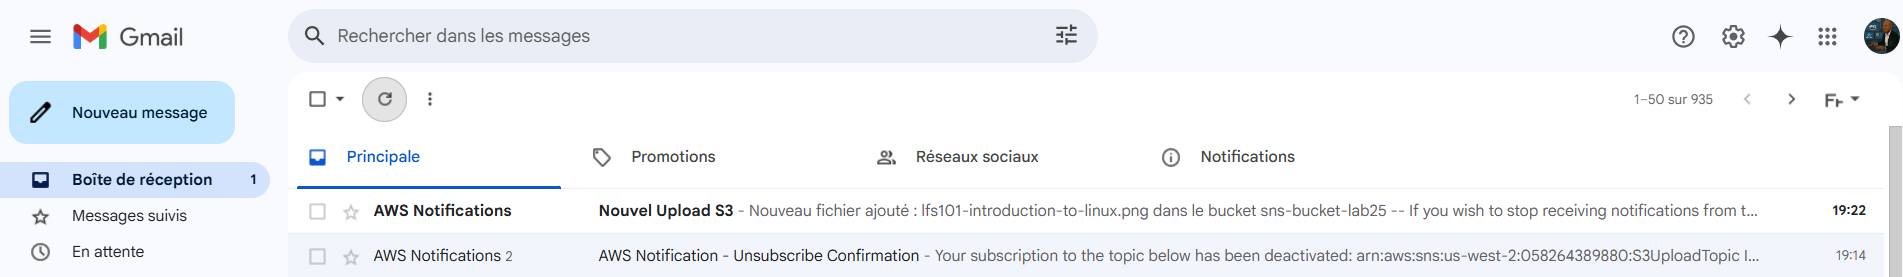 Gmail
Rechercher dans les messages
Nouveau message
1–50 sur 935
Fr
Principale
Promotions
Réseaux sociaux
Notifications
Boîte de réception 1
AWS Notifications Nouvel Upload S3 - Nouveau fichier ajouté : lfs101-introduction-to-linux.png dans le bucket sns-bucket-lab25 -- If you wish to stop receiving notifications from t... 19:22
Messages suivis
AWS Notifications 2 AWS Notification - Unsubscribe Confirmation - Your subscription to the topic below has been deactivated: arn:aws:sns:us-west-2:058264389880:S3UploadTopic I... 19:14
En attente